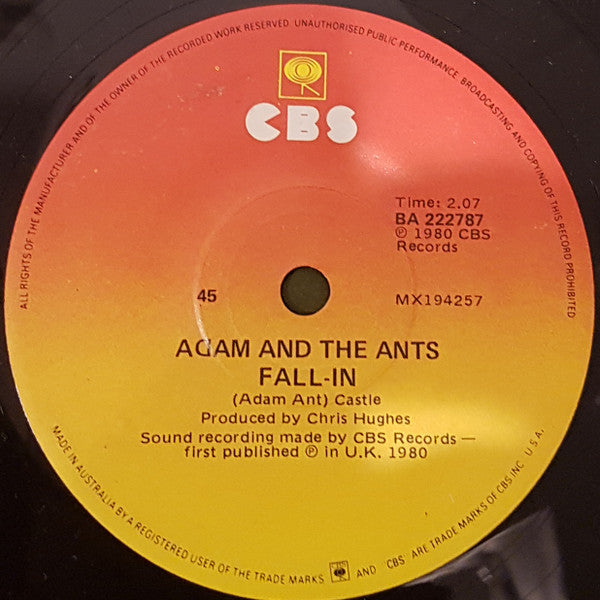 ALL RIGHTS OF THE MANUFACTURER AND OF THE OWNER OF THE RECORDED WORK RESERVED. UNAUTHORISED PUBLIC PERFORMANCE, BROADCASTING AND COPYING OF THIS RECORD PROHIBITED
CBS
Time: 2.07
BA 222787
℗ 1980 CBS
Records
45
MX194257
ADAM AND THE ANTS
FALL-IN
(Adam Ant) Castle
Produced by Chris Hughes
Sound recording made by CBS Records —
first published ℗ in U.K. 1980
MADE IN AUSTRALIA BY A REGISTERED USER OF THE TRADE MARKS AND CBS' ARE TRADE MARKS OF CBS INC U.S.A.